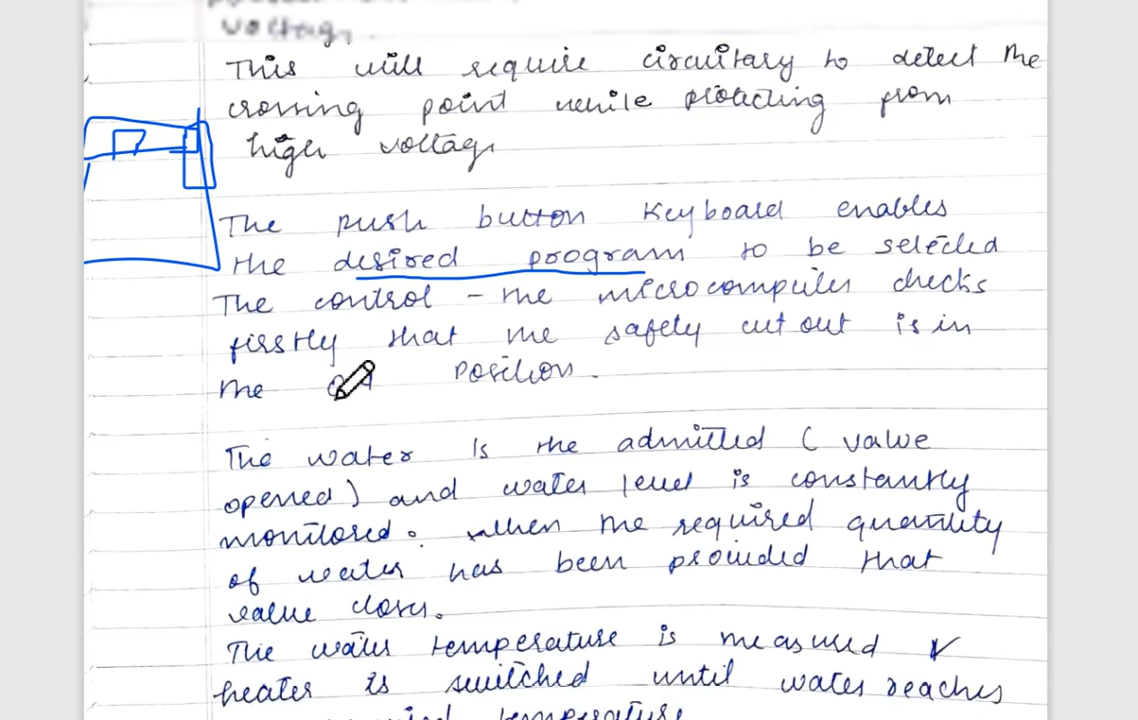 voltag,
This will require circuitary to detect the
crossing point while protecting from
high voltage
The push button Keyboard enables
the desired program to be selected
The control - the microcomputer checks
firstly that the safety cut out is in
the position.
The water is the admitted ( value
opened ) and water level is constantly
monitored. when the required quantity
of water has been provided that
value closes.
The water temperature is measured &
heater is switched until water reaches
temperature